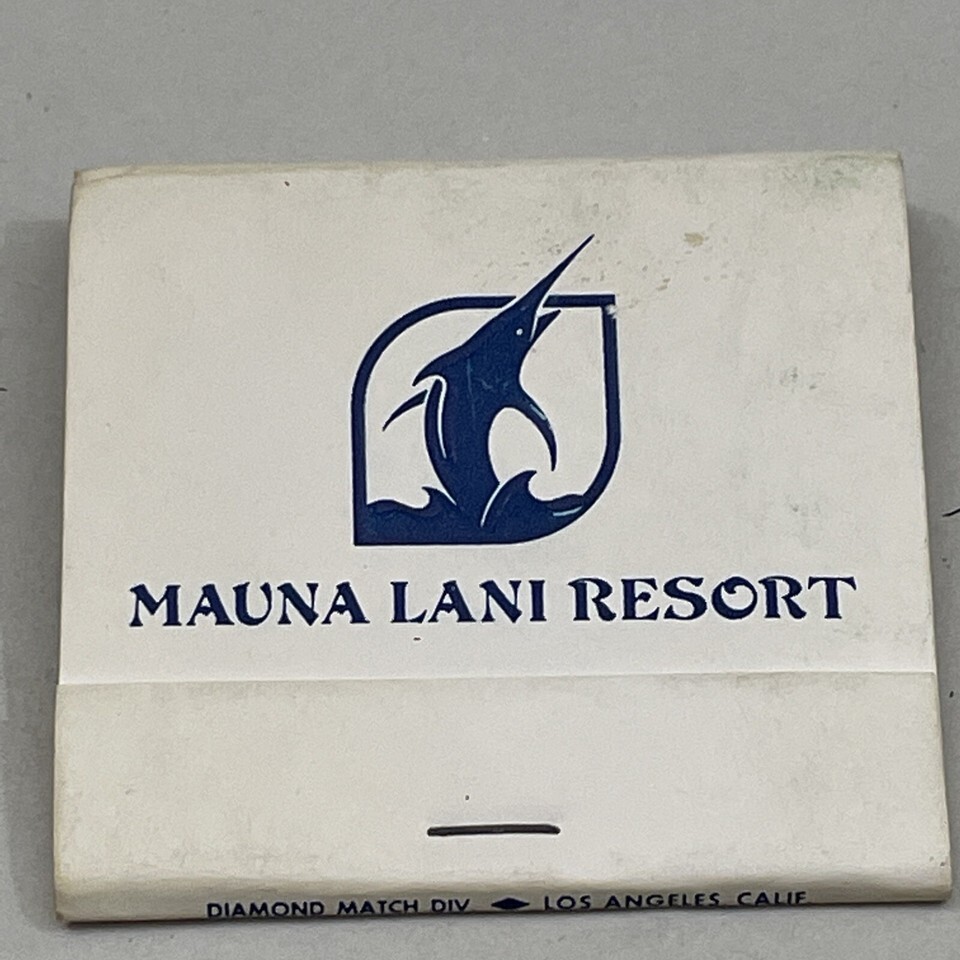 MAUNA LANI RESORT
DIAMOND MATCH DIV. ◆ LOS ANGELES, CALIF.